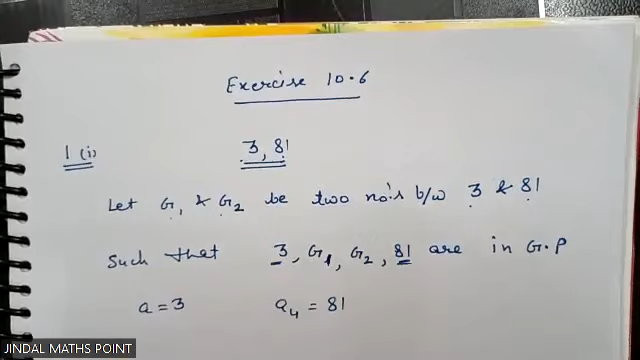 Exercise 10.6
1 (i) 3, 81
Let G₁ & G₂ be two no's b/w 3 & 81
Such that 3, G₁, G₂, 81 are in G.P
a = 3 a₄ = 81
JINDAL MATHS POINT